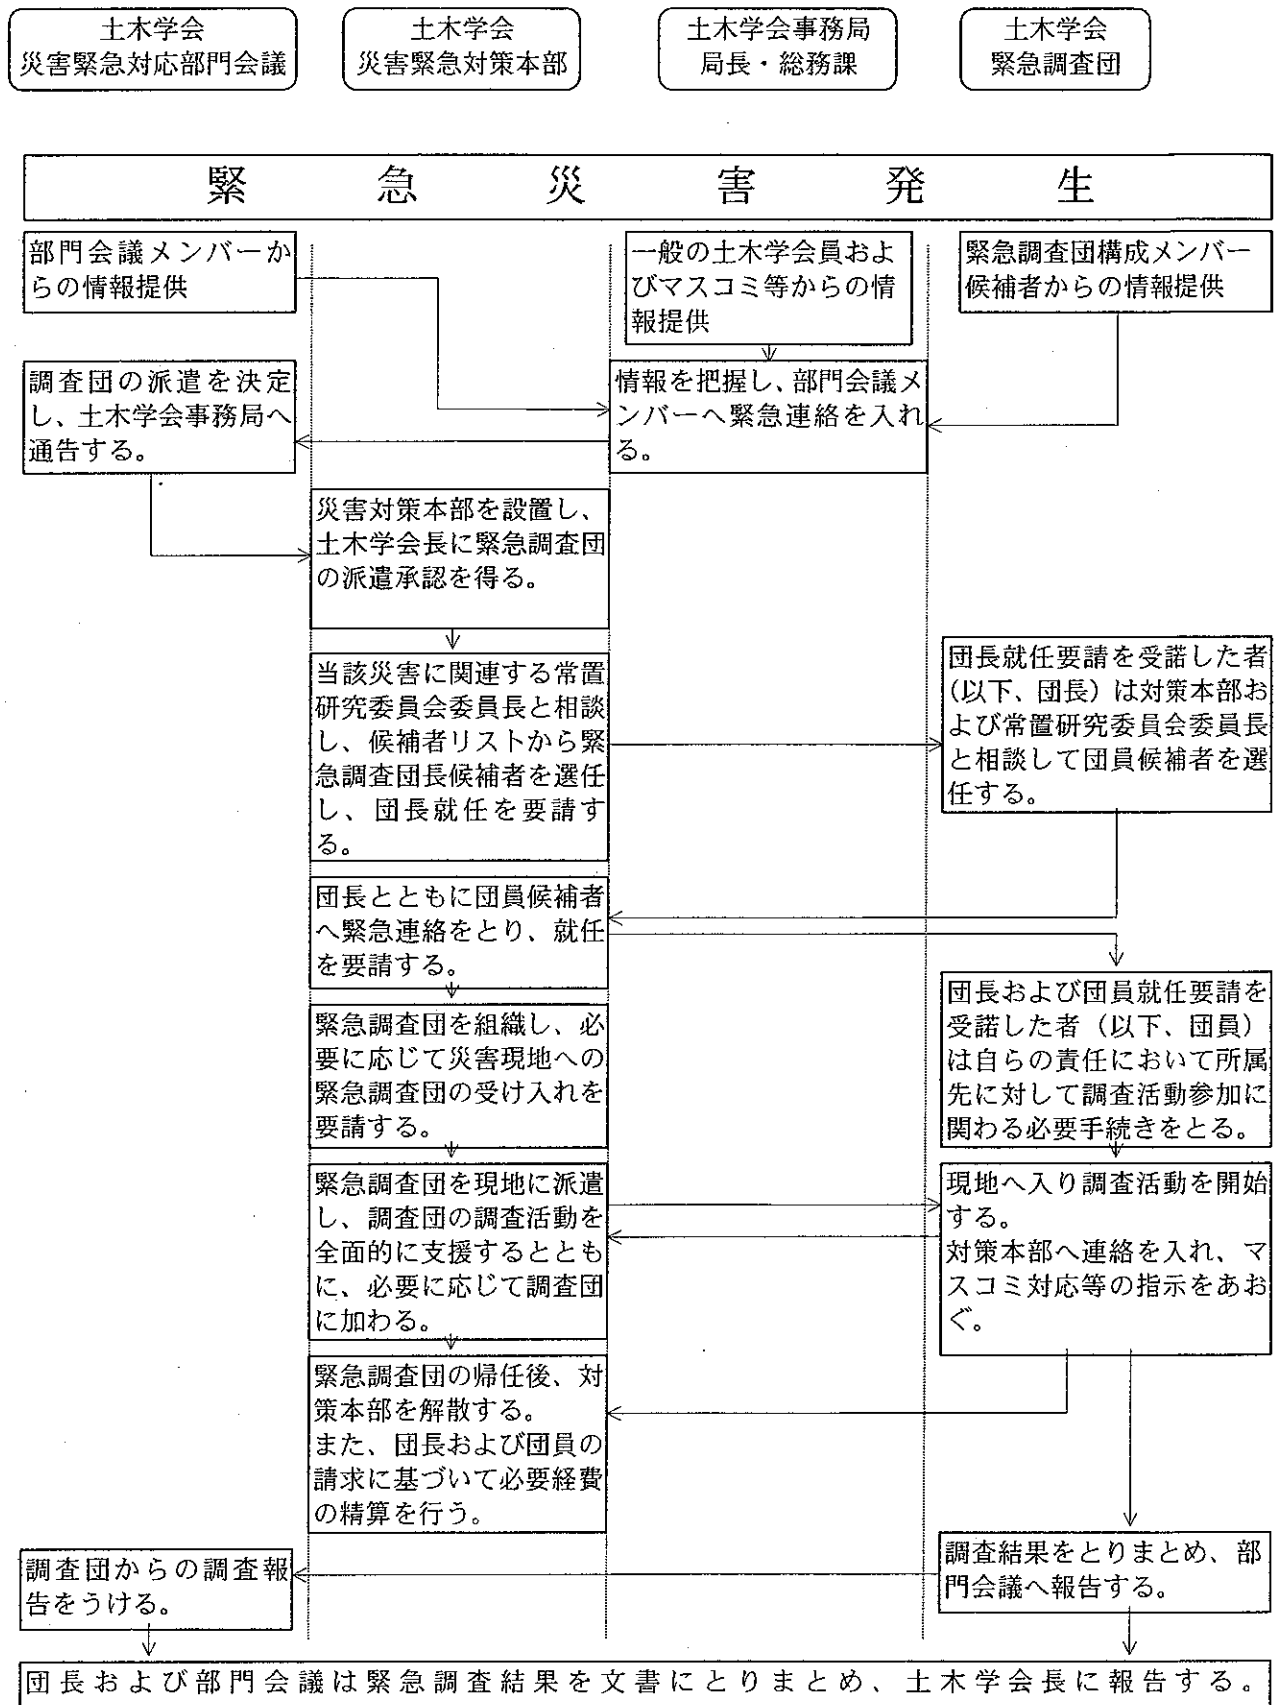 土木学会
災害緊急対応部門会議
土木学会
災害緊急対策本部
土木学会事務局
局長・総務課
土木学会
緊急調査団
緊急災害発生
部門会議メンバーか
らの情報提供
一般の土木学会員およ
びマスコミ等からの情
報提供
緊急調査団構成メンバー
候補者からの情報提供
調査団の派遣を決定
し、土木学会事務局へ
通告する。
情報を把握し、部門会議メ
ンバーへ緊急連絡を入れ
る。
災害対策本部を設置し、
土木学会長に緊急調査団
の派遣承認を得る。
当該災害に関連する常置
研究委員会委員長と相談
し、候補者リストから緊
急調査団長候補者を選任
し、団長就任を要請す
る。
団長就任要請を受諾した者
(以下、団長)は対策本部お
よび常置研究委員会委員長
と相談して団員候補者を選
任する。
団長とともに団員候補者
へ緊急連絡をとり、就任
を要請する。
団長および団員就任要請を
受諾した者（以下、団員）
は自らの責任において所属
先に対して調査活動参加に
関わる必要手続きをとる。
緊急調査団を組織し、必
要に応じて災害現地への
緊急調査団の受け入れを
要請する。
緊急調査団を現地に派遣
し、調査団の調査活動を
全面的に支援するととも
に、必要に応じて調査団
に加わる。
現地へ入り調査活動を開始
する。
対策本部へ連絡を入れ、マ
スコミ対応等の指示をあお
ぐ。
緊急調査団の帰任後、対
策本部を解散する。
また、団長および団員の
請求に基づいて必要経費
の精算を行う。
調査結果をとりまとめ、部
門会議へ報告する。
調査団からの調査報
告をうける。
団長および部門会議は緊急調査結果を文書にとりまとめ、土木学会長に報告する。